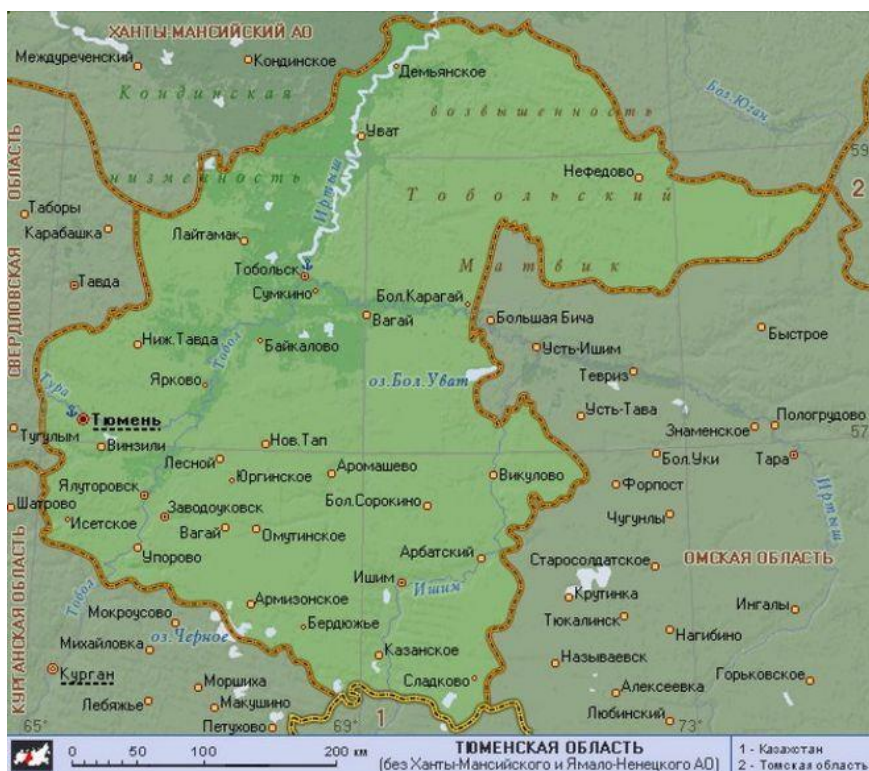 ХАНТЫ-МАНСИЙСКИЙ АО
Междуреченский
Кондинское
Демьянское
Кондинская
Бол.Юган
возвышенность
Уват
59
СВЕРДЛОВСКАЯ ОБЛАСТЬ
низменность
Нефедово
Иртыш
Тобольский
2
Таборы
Карабашка
Лайтамак
Матвик
Тобольск
Тавда
Сумкино
Бол.Карагай
Вагай
Большая Бича
Быстрое
Ниж.Тавда
Тобол
Байкалово
Усть-Ишим
Ярково
оз.Бол.Уват
Тевриз
Тура
Тюмень
Усть-Тава
Пологрудово
Тугулым
Знаменское
57
Винзили
Нов.Тап
Лесной
Аромашево
Бол.Уки
Тара
Юргинское
Викулово
Ялуторовск
Форпост
Шатрово
Заводоуковск
Бол.Сорокино
Иртыш
Исетское
Вагай
Омутинское
Чугунлы
Упорово
Арбатский
Старосолдатское
ОМСКАЯ ОБЛАСТЬ
КУРГАНСКАЯ ОБЛАСТЬ
Тобол
Ишим
Ишим
Крутинка
Армизонское
Мокроусово
Ингалы
Бердюжье
Тюкалинск
оз.Черное
Нагибино
Михайловка
Казанское
Называевск
Курган
Сладково
Горьковское
Моршиха
Алексеевка
Лебяжье
Макушино
Любинский
65°
Петухово
69°
1
73°
0 50 100 200 км
ТЮМЕНСКАЯ ОБЛАСТЬ
(без Ханты-Мансийского и Ямало-Ненецкого АО)
1 - Казахстан
2 - Томская область